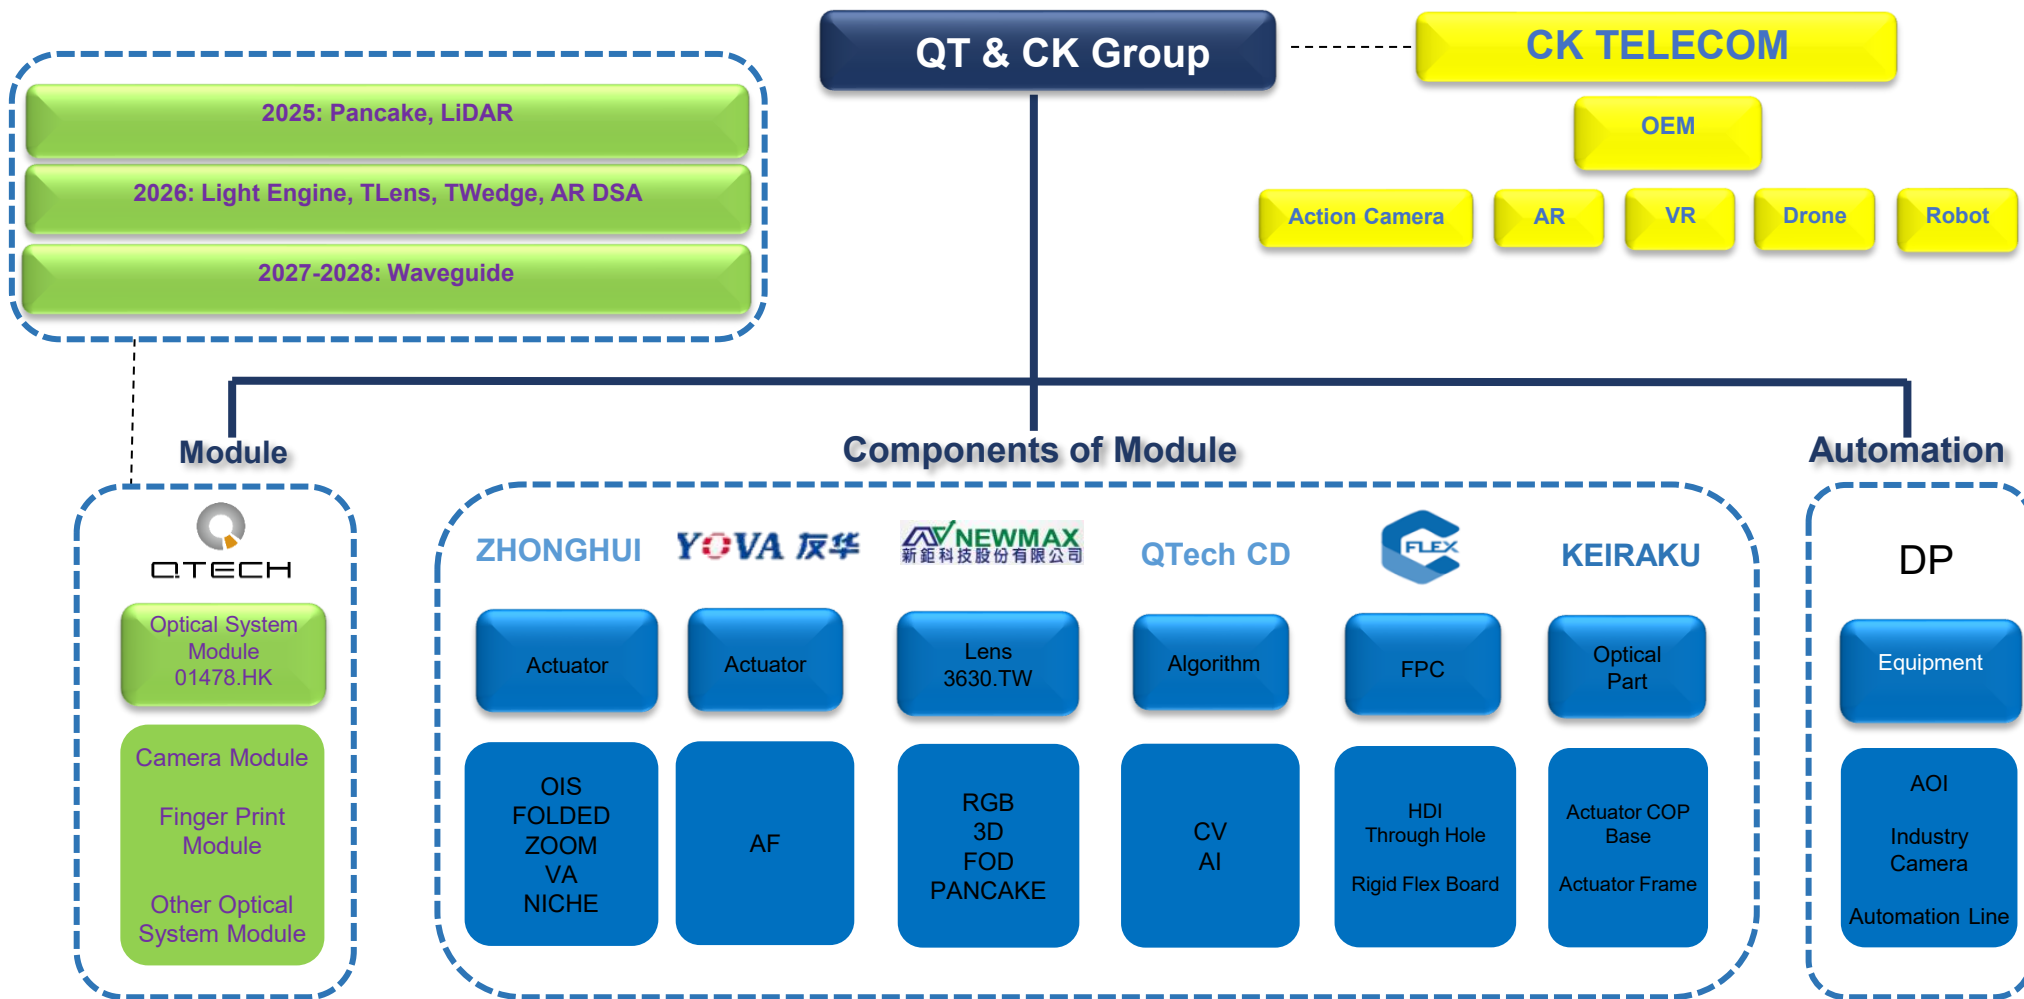 QT & CK Group
CK TELECOM
OEM
Action Camera
AR
VR
Drone
Robot
2025: Pancake, LiDAR
2026: Light Engine, TLens, TWedge, AR DSA
2027-2028: Waveguide
Module
Components of Module
Automation
QTECH
Optical System
Module
01478.HK
Camera Module
Finger Print
Module
Other Optical
System Module
ZHONGHUI
Actuator
OIS
FOLDED
ZOOM
VA
NICHE
YOVA 友华
Actuator
AF
NEWMAX
新鉅科技股份有限公司
Lens
3630.TW
RGB
3D
FOD
PANCAKE
QTech CD
Algorithm
CV
AI
FLEX
FPC
HDI
Through Hole
Rigid Flex Board
KEIRAKU
Optical
Part
Actuator COP
Base
Actuator Frame
DP
Equipment
AOI
Industry
Camera
Automation Line